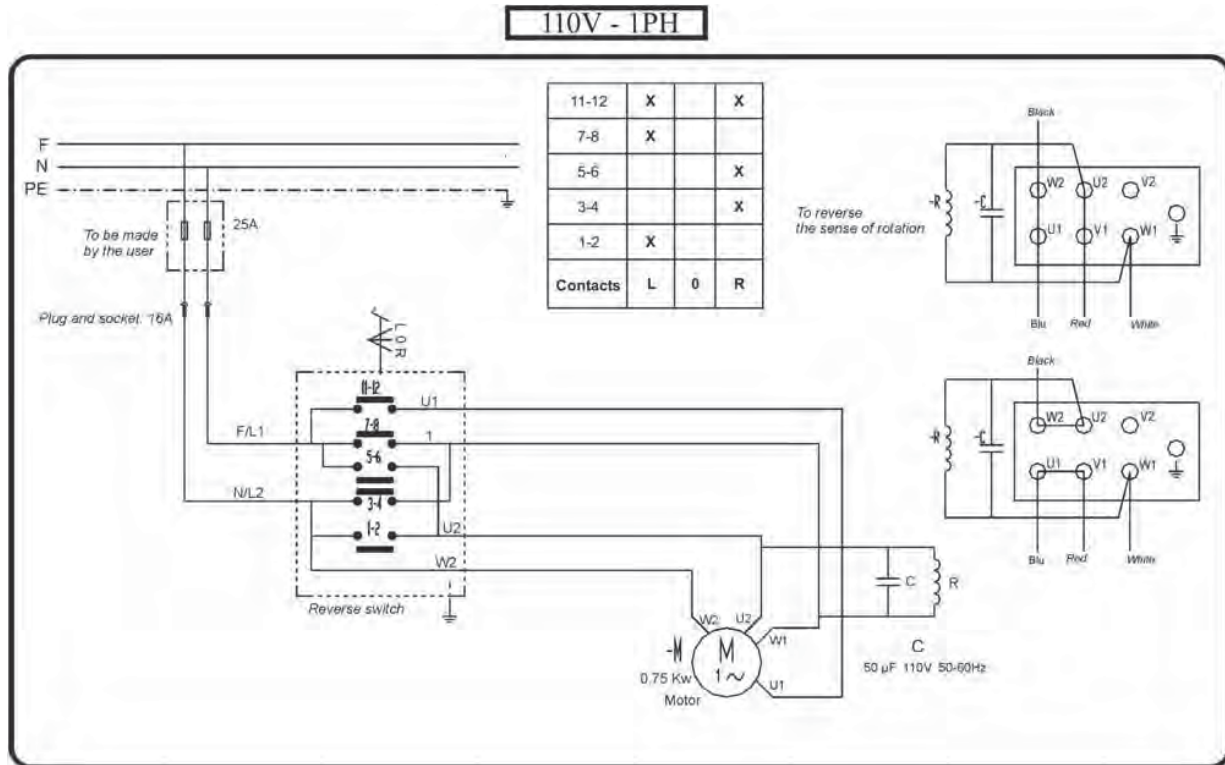 110V - 1PH
F
N
PE
To be made
by the user
25A
Plug and socket. 16A
11-12 X X
7-8 X
5-6 X
3-4 X
1-2 X
Contacts L 0 R
To reverse
the sense of rotation
Black
-R
-C
W2 U2 V2
U1 V1 W1
Blu Red White
Black
-R
-C
W2 U2 V2
U1 V1 W1
Blu Red White
L 0 R
11-12
U1
7-8
F/L1
1
5-6
N/L2
3-4
1-2
U2
W2
Reverse switch
C R
W2 U2
W1
-M
M
1~
U1
0.75 Kw
Motor
C
50 µF 110V 50-60Hz